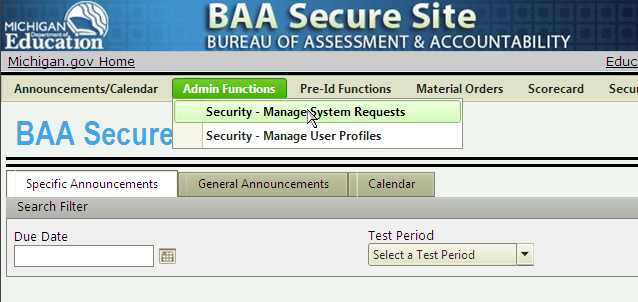 MICHIGAN
Department of
Education
BAA Secure Site
BUREAU OF ASSESSMENT & ACCOUNTABILITY
Michigan.gov Home
Educ
Announcements/Calendar Admin Functions Pre-Id Functions Material Orders Scorecard Secur
Security - Manage System Requests
Security - Manage User Profiles
BAA Secure
Specific Announcements General Announcements Calendar
Search Filter
Due Date Test Period
Select a Test Period